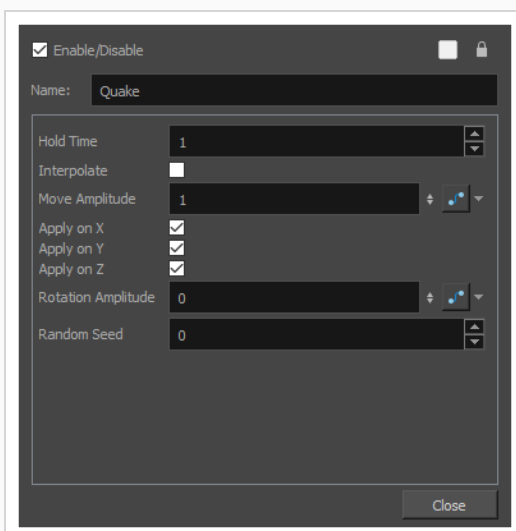 Enable/Disable
Name: Quake
Hold Time 1
Interpolate
Move Amplitude 1
Apply on X
Apply on Y
Apply on Z
Rotation Amplitude 0
Random Seed 0
Close